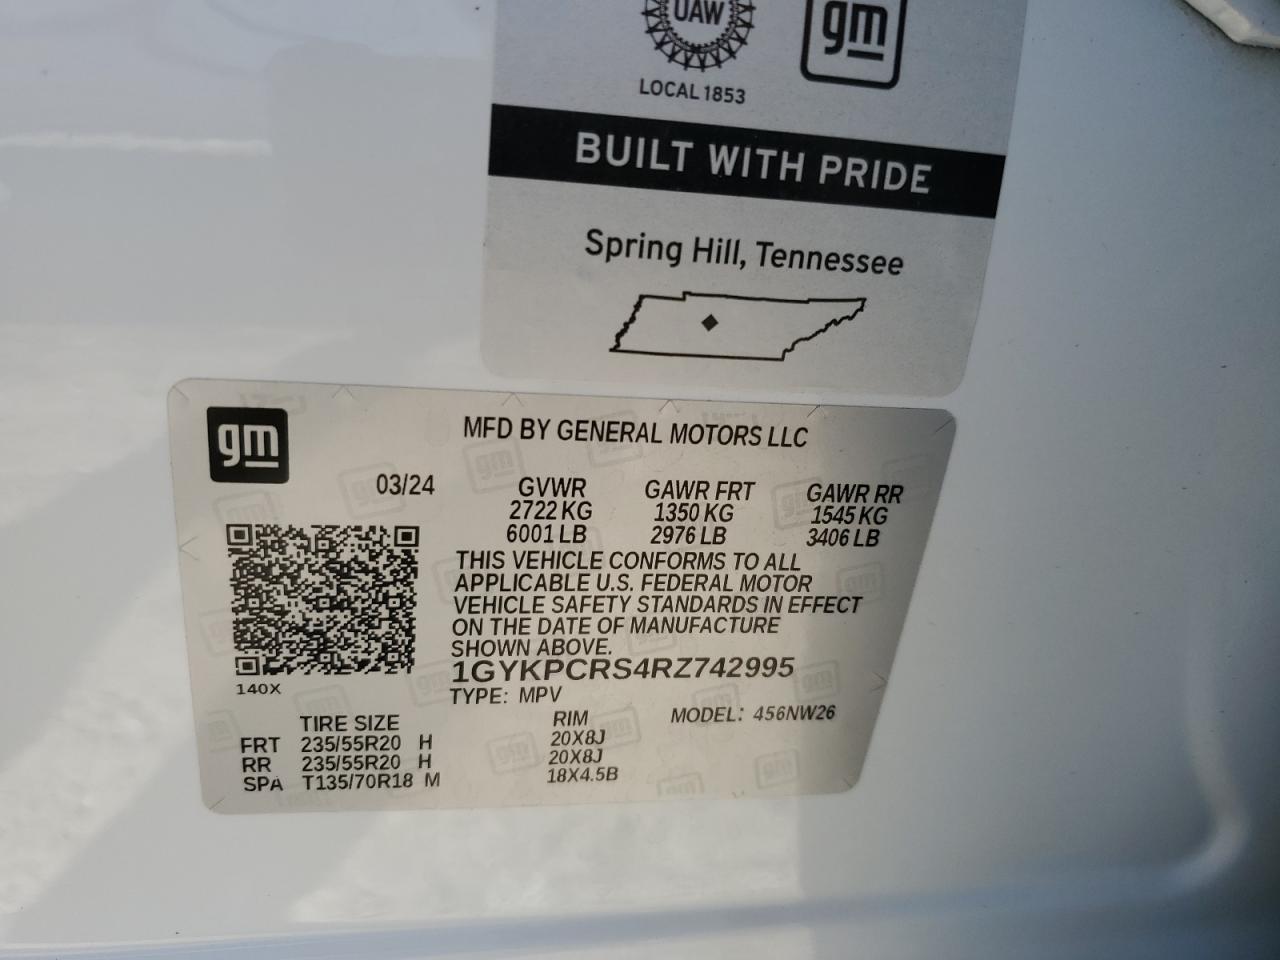 UAW
gm
LOCAL 1853
BUILT WITH PRIDE
Spring Hill, Tennessee
gm
MFD BY GENERAL MOTORS LLC
03/24
GVWR GAWR FRT GAWR RR
2722 KG 1350 KG 1545 KG
6001 LB 2976 LB 3406 LB
THIS VEHICLE CONFORMS TO ALL
APPLICABLE U.S. FEDERAL MOTOR
VEHICLE SAFETY STANDARDS IN EFFECT
ON THE DATE OF MANUFACTURE
SHOWN ABOVE.
1GYKPCRS4RZ742995
140X
TYPE: MPV
TIRE SIZE RIM MODEL: 456NW26
FRT 235/55R20 H 20X8J
RR 235/55R20 H 20X8J
SPA T135/70R18 M 18X4.5B